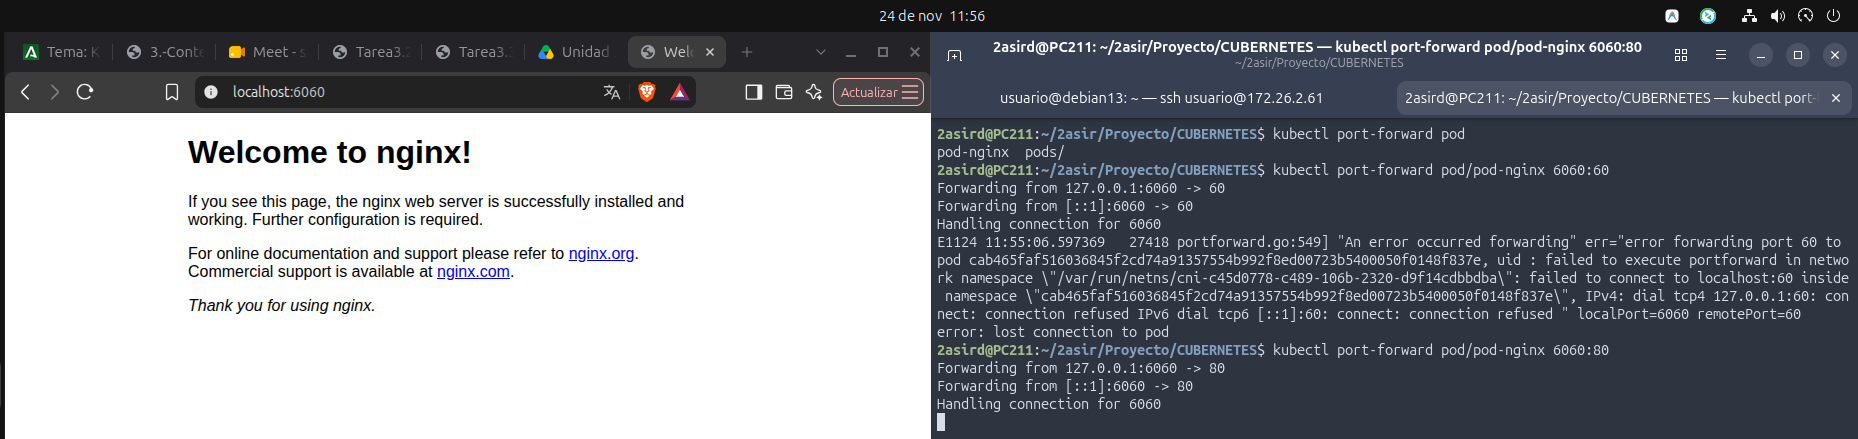 24 de nov 11:56
Tema: K
3.-Conte
Meet - s
Tarea3.
Tarea3.
Unidad
Welc
localhost:6060
Actualizar
Welcome to nginx!
If you see this page, the nginx web server is successfully installed and
working. Further configuration is required.
For online documentation and support please refer to nginx.org.
Commercial support is available at nginx.com.
Thank you for using nginx.
2asird@PC211: ~/2asir/Proyecto/CUBERNETES — kubectl port-forward pod/pod-nginx 6060:80
~/2asir/Proyecto/CUBERNETES
usuario@debian13: ~ — ssh usuario@172.26.2.61
2asird@PC211: ~/2asir/Proyecto/CUBERNETES — kubectl port-
2asird@PC211:~/2asir/Proyecto/CUBERNETES$ kubectl port-forward pod
pod-nginx  pods/
2asird@PC211:~/2asir/Proyecto/CUBERNETES$ kubectl port-forward pod/pod-nginx 6060:60
Forwarding from 127.0.0.1:6060 -> 60
Forwarding from [::1]:6060 -> 60
Handling connection for 6060
E1124 11:55:06.597369   27418 portforward.go:549] "An error occurred forwarding" err="error forwarding port 60 to
pod cab465faf516036845f2cd74a91357554b992f8ed00723b5400050f0148f837e, uid : failed to execute portforward in netwo
rk namespace \"/var/run/netns/cni-c45d0778-c489-106b-2320-d9f14cdbbdba\": failed to connect to localhost:60 inside
namespace \"cab465faf516036845f2cd74a91357554b992f8ed00723b5400050f0148f837e\", IPv4: dial tcp4 127.0.0.1:60: con
nect: connection refused IPv6 dial tcp6 [::1]:60: connect: connection refused " localPort=6060 remotePort=60
error: lost connection to pod
2asird@PC211:~/2asir/Proyecto/CUBERNETES$ kubectl port-forward pod/pod-nginx 6060:80
Forwarding from 127.0.0.1:6060 -> 80
Forwarding from [::1]:6060 -> 80
Handling connection for 6060